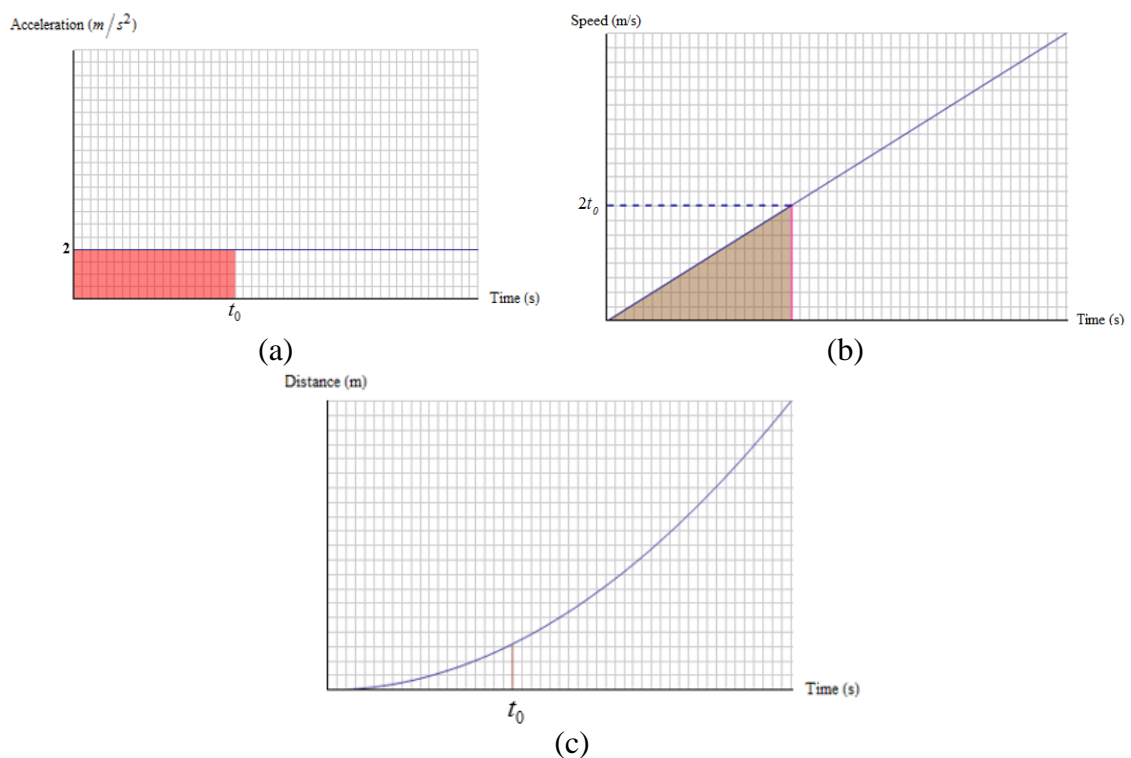 Acceleration (m/s²)
2
t₀
Time (s)
(a)
Speed (m/s)
2t₀
Time (s)
(b)
Distance (m)
t₀
Time (s)
(c)